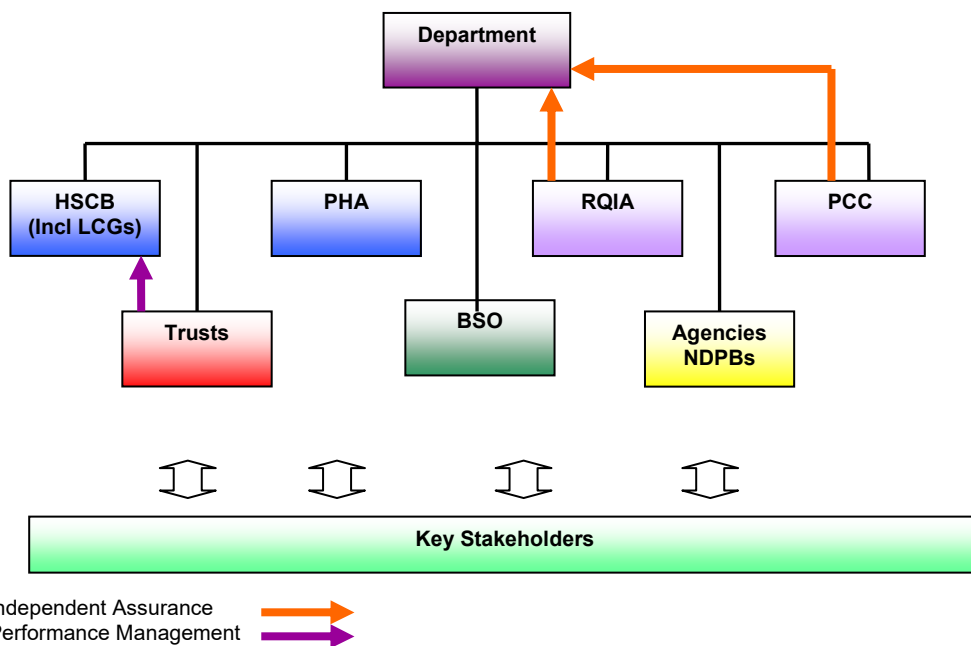 Department
HSCB
(Incl LCGs)
PHA
RQIA
PCC
Trusts
BSO
Agencies
NDPBs
Key Stakeholders
ndependent Assurance
Performance Management